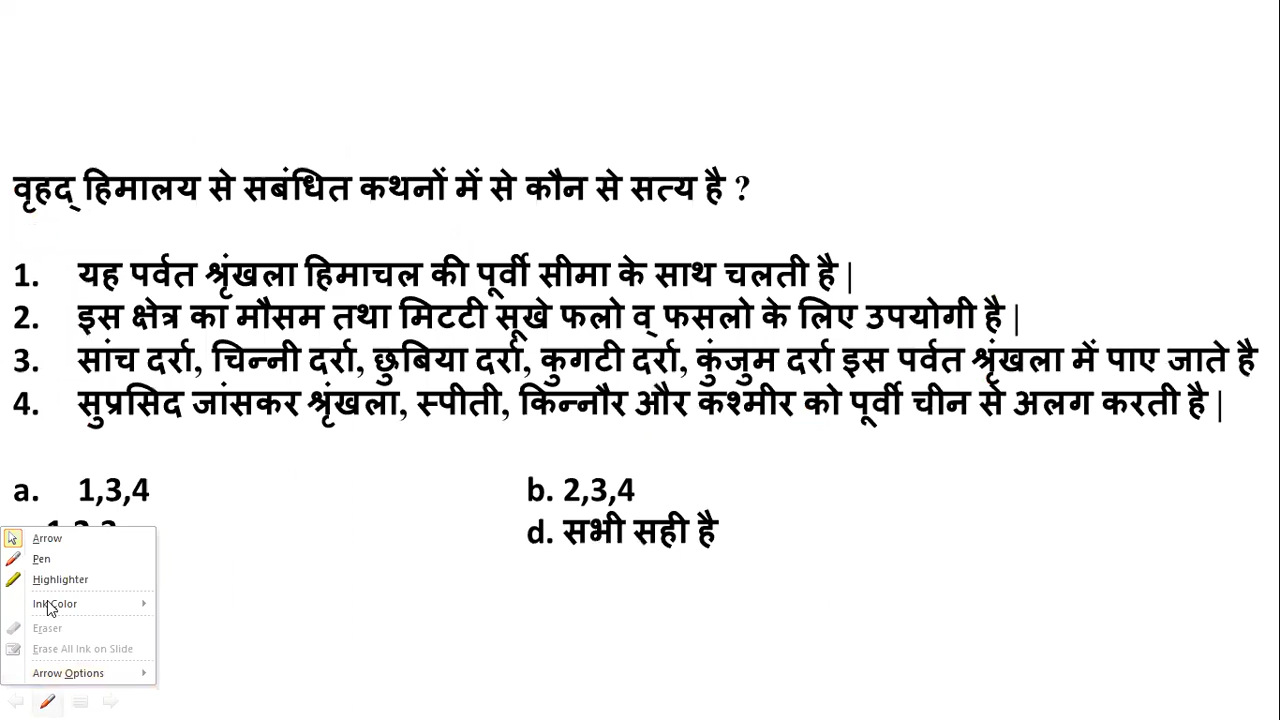 वृहद् हिमालय से सबंधित कथनों में से कौन से सत्य है ?
1. यह पर्वत श्रृंखला हिमाचल की पूर्वी सीमा के साथ चलती है |
2. इस क्षेत्र का मौसम तथा मिटटी सूखे फलो व् फसलो के लिए उपयोगी है |
3. सांच दर्रा, चिन्नी दर्रा, छुबिया दर्रा, कुगटी दर्रा, कुंजुम दर्रा इस पर्वत श्रृंखला में पाए जाते है
4. सुप्रसिद जांसकर श्रृंखला, स्पीती, किन्नौर और कश्मीर को पूर्वी चीन से अलग करती है |
a. 1,3,4 b. 2,3,4
d. सभी सही है
Arrow
Pen
Highlighter
Ink Color
Eraser
Erase All Ink on Slide
Arrow Options